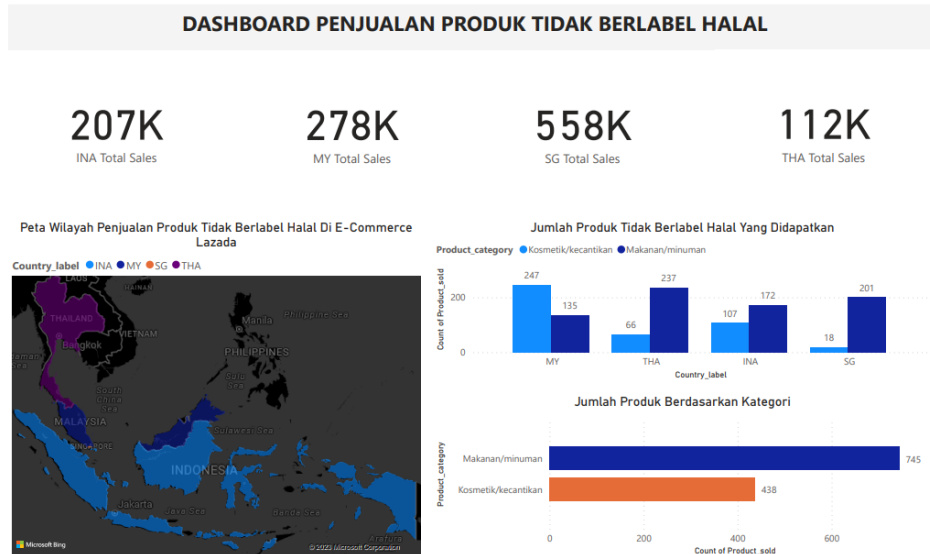 DASHBOARD PENJUALAN PRODUK TIDAK BERLABEL HALAL
207K
INA Total Sales
278K
MY Total Sales
558K
SG Total Sales
112K
THA Total Sales
Peta Wilayah Penjualan Produk Tidak Berlabel Halal Di E-Commerce
Lazada
Country_label INA MY SG THA
LAOS
HAINAN
THAILAND
Bangkok
VIETNAM
Manila
Philippine Sea
PHILIPPINES
South
China
Sea
Sulu
Sea
MALAYSIA
SINGAPORE
Sulawesi Sea
INDONESIA
Jakarta
Java Sea
Banda Sea
Arafura
Microsoft Bing
© 2023 Microsoft Corporation
Jumlah Produk Tidak Berlabel Halal Yang Didapatkan
Product_category Kosmetik/kecantikan Makanan/minuman
Count of Product_sold
200
0
247
135
66
237
107
172
18
201
MY
THA
INA
SG
Country_label
Jumlah Produk Berdasarkan Kategori
Product_category
Makanan/minuman
745
Kosmetik/kecantikan
438
0
200
400
600
Count of Product_sold